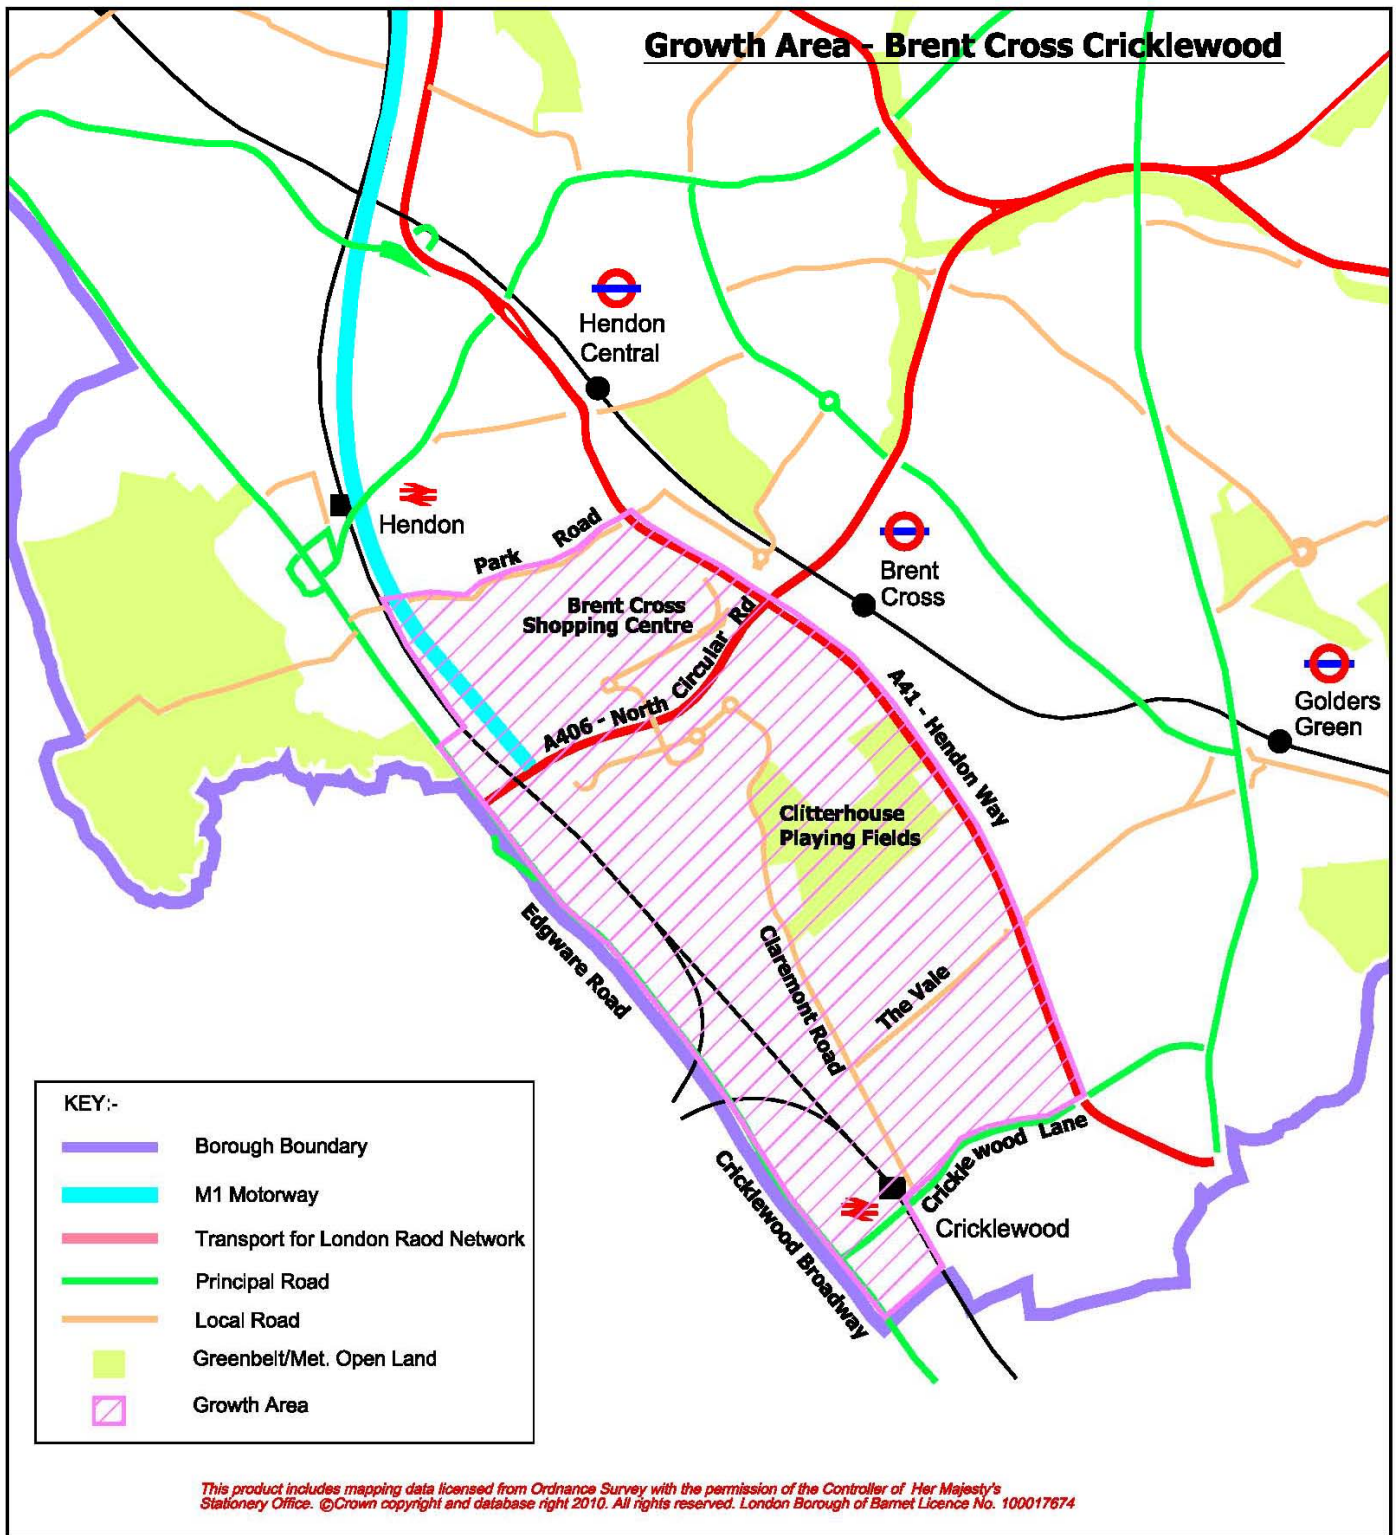 Growth Area - Brent Cross Cricklewood
Hendon
Central
Hendon
Park Road
Brent
Cross
Brent Cross
Shopping Centre
A406 - North Circular Rd
A41 - Hendon Way
Golders
Green
Clitterhouse
Playing Fields
Edgware Road
Claremont Road
The Vale
Cricklewood Lane
Cricklewood
Cricklewood Broadway
KEY:-
Borough Boundary
M1 Motorway
Transport for London Raod Network
Principal Road
Local Road
Greenbelt/Met. Open Land
Growth Area
This product includes mapping data licensed from Ordnance Survey with the permission of the Controller of Her Majesty's
Stationery Office. ©Crown copyright and database right 2010. All rights reserved. London Borough of Barnet Licence No. 100017674